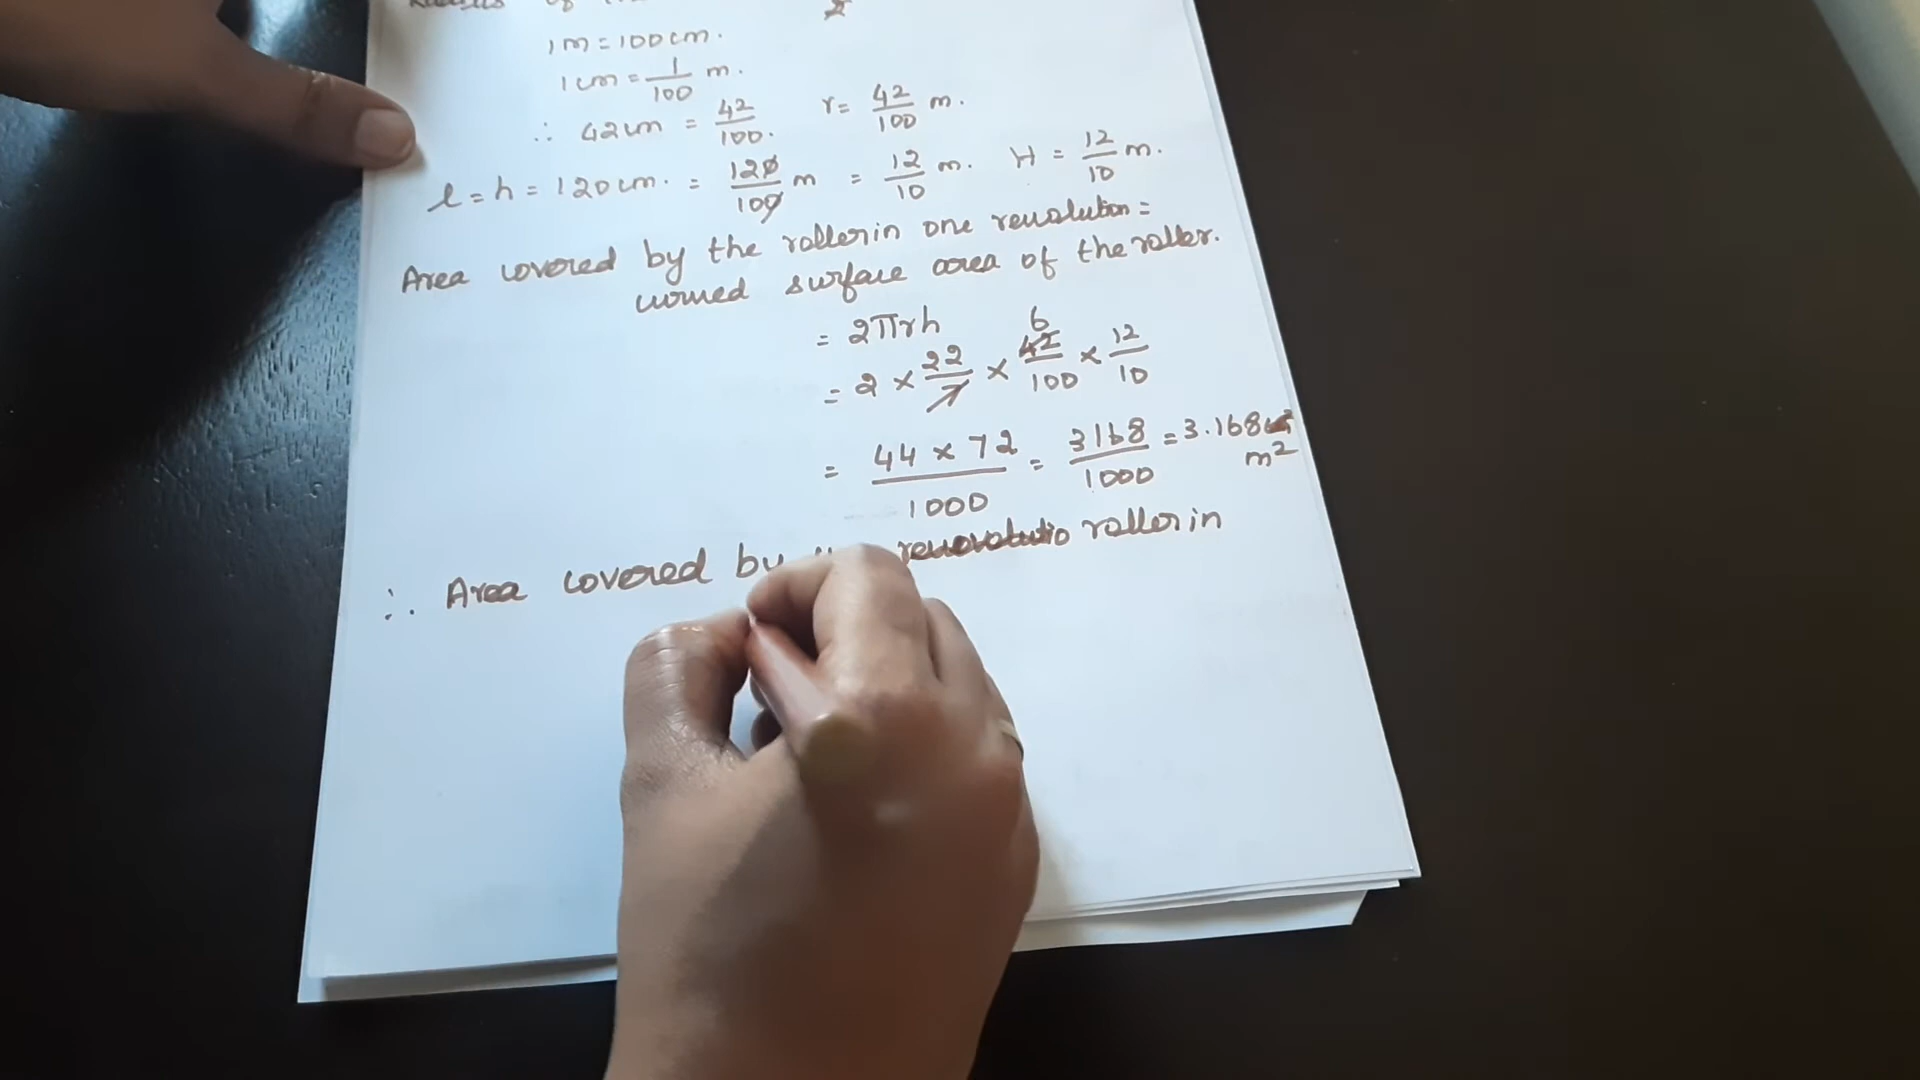 of
2
1m = 100cm.
1cm = 1/100 m.
∴ 42cm = 42/100. r = 42/100 m.
l = h = 120cm. = 120/100 m = 12/10 m. H = 12/10 m.
Area covered by the roller in one revolution =
curved surface area of the roller.
= 2πrh
6
= 2 × 22/7 × 42/100 × 12/10
= 44 × 72/1000 = 3168/1000 = 3.168
m²
∴ Area covered by roller in